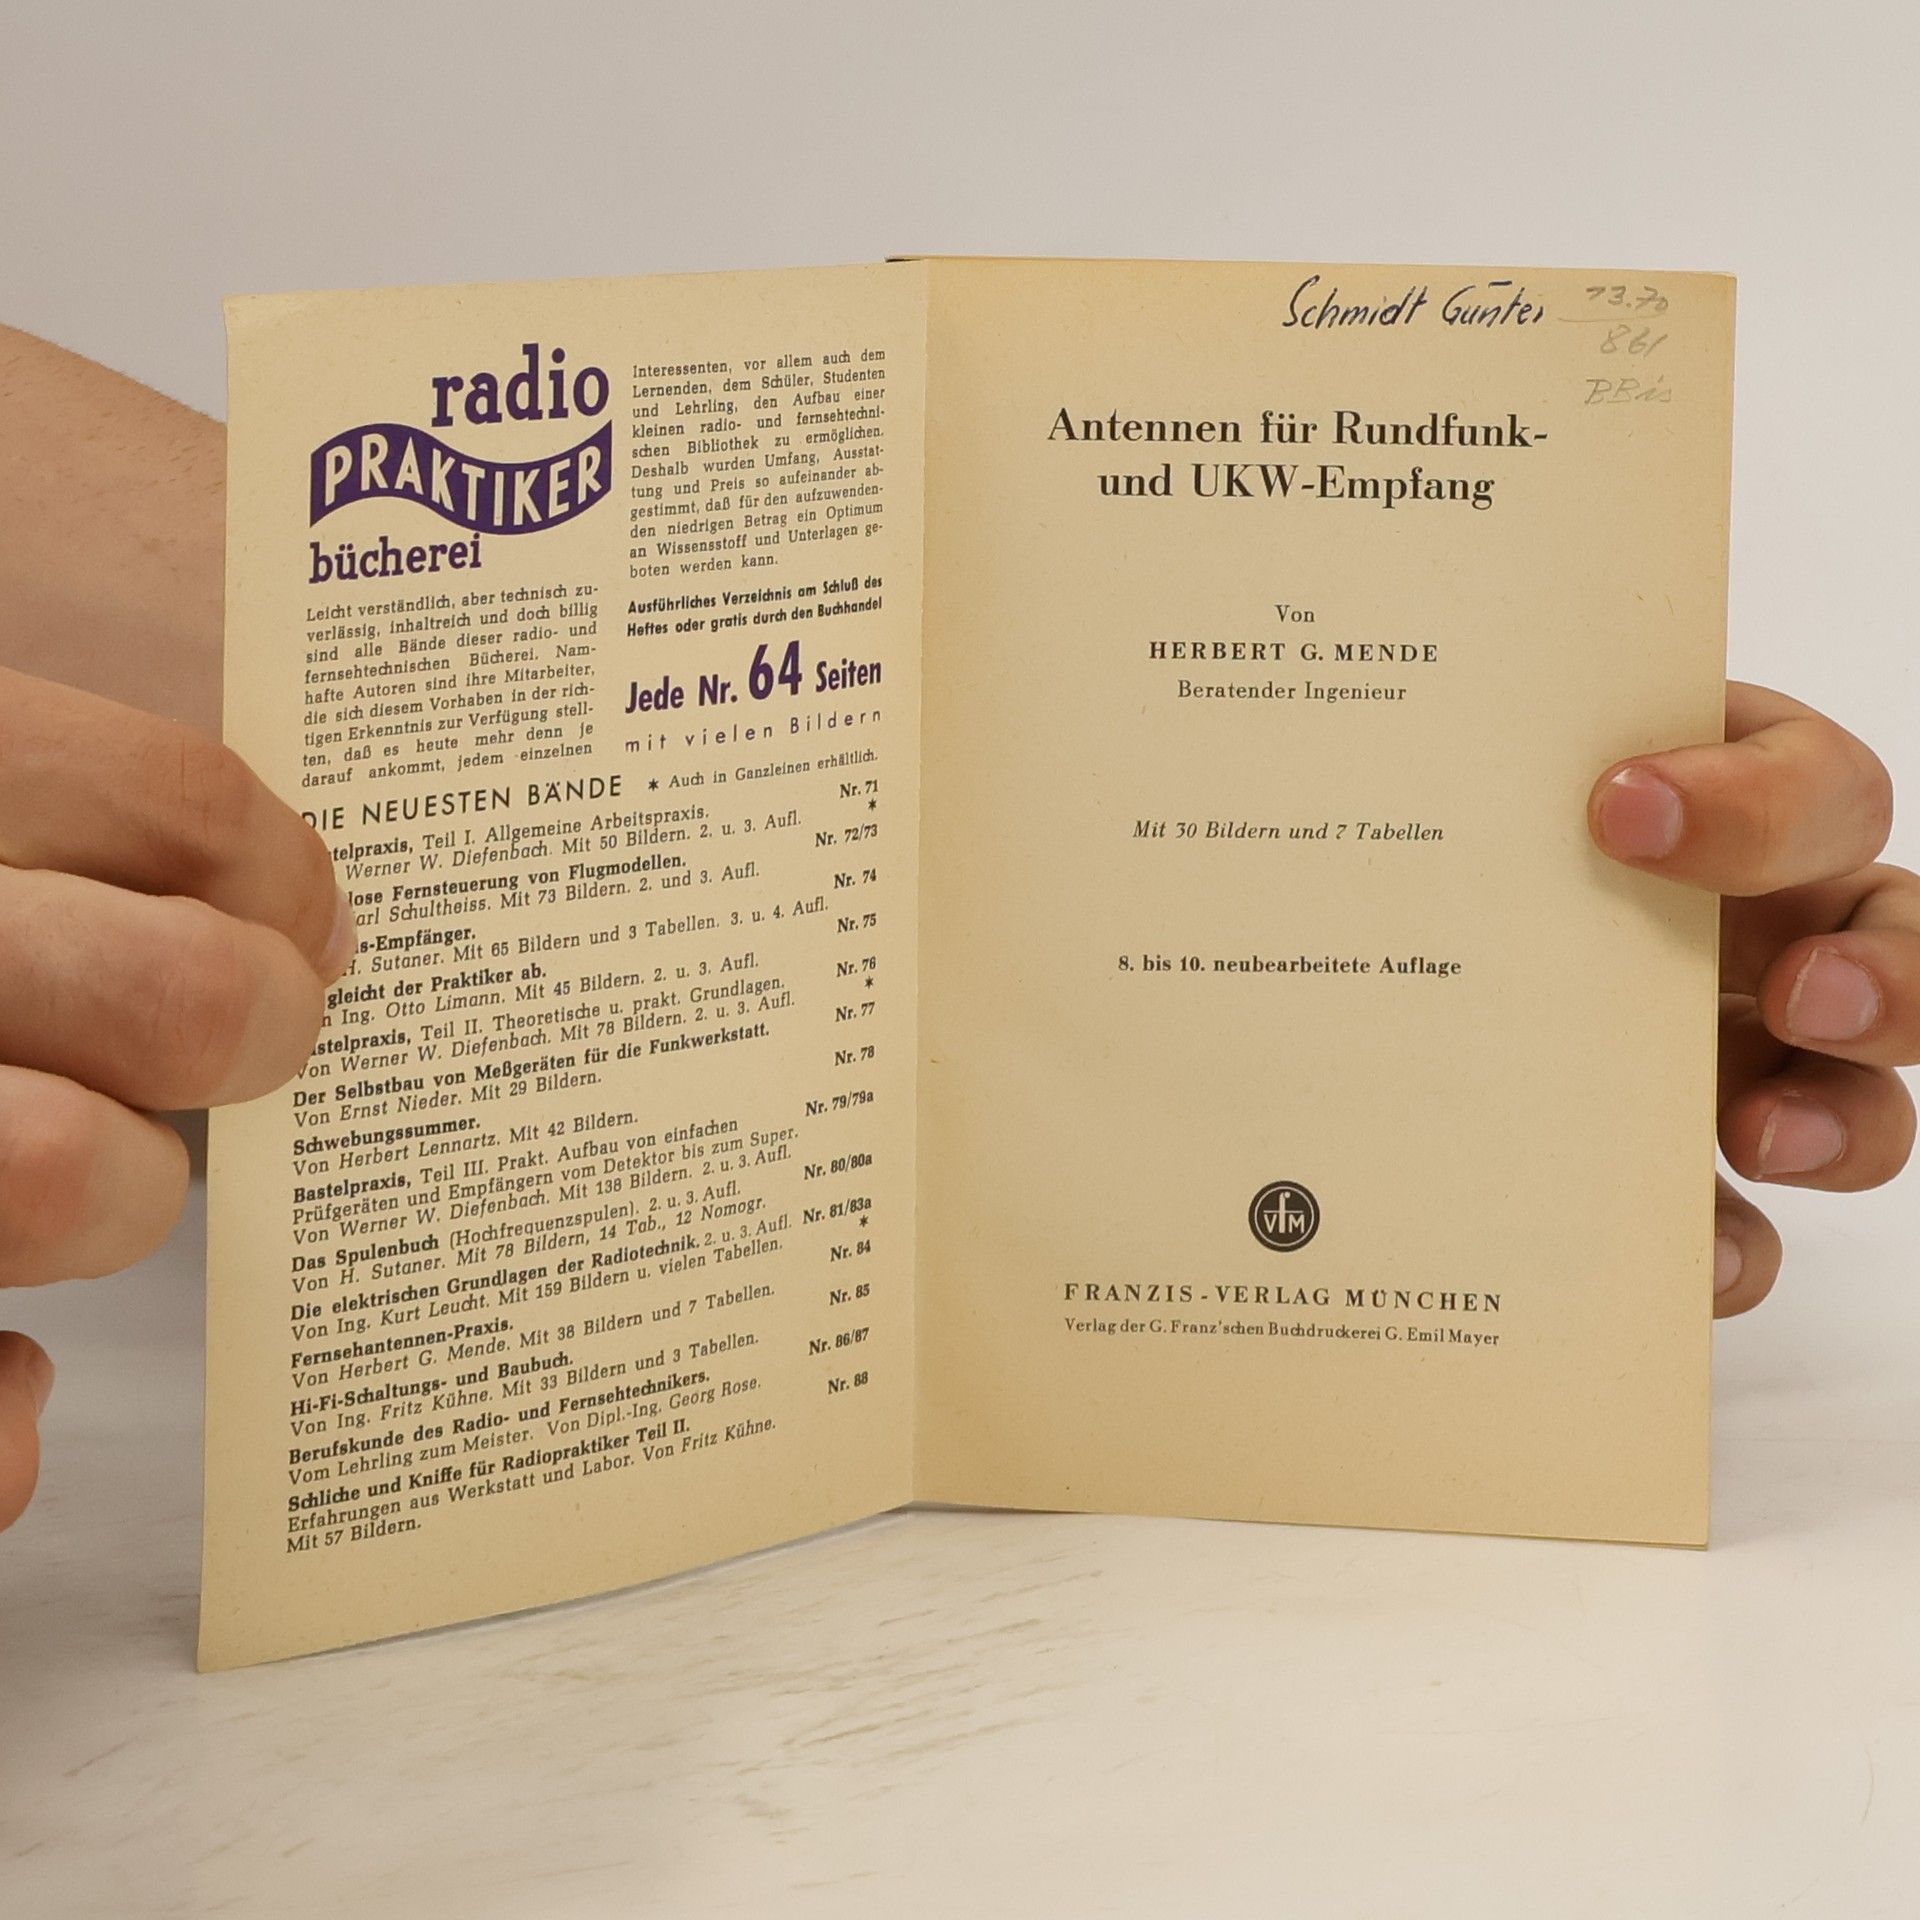 radio
PRAKTIKER
bücherei
Leicht verständlich, aber technisch zu-
verlässig, inhaltreich und doch billig
sind alle Bände dieser radio- und
fernsehtechnischen Bücherei. Nam-
hafte Autoren sind ihre Mitarbeiter,
die sich diesem Vorhaben in der rich-
tigen Erkenntnis zur Verfügung stell-
ten, daß es heute mehr denn je
darauf ankommt, jedem einzelnen
Interessenten, vor allem auch dem
Lernenden, dem Schüler, Studenten
und Lehrling, den Aufbau einer
kleinen radio- und fernsehtechni-
schen Bibliothek zu ermöglichen.
Deshalb wurden Umfang, Ausstat-
tung und Preis so aufeinander ab-
gestimmt, daß für den aufzuwenden-
den niedrigen Betrag ein Optimum
an Wissensstoff und Unterlagen ge-
boten werden kann.
Ausführliches Verzeichnis am Schluß des
Heftes oder gratis durch den Buchhandel
Jede Nr. 64 Seiten
mit vielen Bildern
DIE NEUESTEN BÄNDE * Auch in Ganzleinen erhältlich.
telpraxis, Teil I. Allgemeine Arbeitspraxis. Nr. 71
Werner W. Diefenbach. Mit 50 Bildern. 2. u. 3. Aufl. *
lose Fernsteuerung von Flugmodellen. Nr. 72/73
arl Schultheiss. Mit 73 Bildern. 2. und 3. Aufl.
s-Empfänger. Nr. 74
H. Sutaner. Mit 65 Bildern und 3 Tabellen. 3. u. 4. Aufl.
gleicht der Praktiker ab. Nr. 75
n Ing. Otto Limann. Mit 45 Bildern. 2. u. 3. Aufl.
stelpraxis, Teil II. Theoretische u. prakt. Grundlagen. Nr. 76
Von Werner W. Diefenbach. Mit 78 Bildern. 2. u. 3. Aufl. *
Der Selbstbau von Meßgeräten für die Funkwerkstatt. Nr. 77
Von Ernst Nieder. Mit 29 Bildern.
Schwebungssummer. Nr. 78
Von Herbert Lennartz. Mit 42 Bildern.
Bastelpraxis, Teil III. Prakt. Aufbau von einfachen Nr. 79/79a
Prüfgeräten und Empfängern vom Detektor bis zum Super.
Von Werner W. Diefenbach. Mit 138 Bildern. 2. u. 3. Aufl.
Das Spulenbuch (Hochfrequenzspulen). 2. u. 3. Aufl. Nr. 80/80a
Von H. Sutaner. Mit 78 Bildern, 14 Tab., 12 Nomogr.
Die elektrischen Grundlagen der Radiotechnik. 2. u. 3. Aufl. Nr. 81/83a
Von Ing. Kurt Leucht. Mit 159 Bildern u. vielen Tabellen. *
Fernsehantennen-Praxis. Nr. 84
Von Herbert G. Mende. Mit 38 Bildern und 7 Tabellen.
Hi-Fi-Schaltungs- und Baubuch. Nr. 85
Von Ing. Fritz Kühne. Mit 33 Bildern und 3 Tabellen.
Berufskunde des Radio- und Fernsehtechnikers. Nr. 86/87
Vom Lehrling zum Meister. Von Dipl.-Ing. Georg Rose.
Schliche und Kniffe für Radiopraktiker Teil II. Nr. 88
Erfahrungen aus Werkstatt und Labor. Von Fritz Kühne.
Mit 57 Bildern.
Schmidt Günter
13.70
861
Antennen für Rundfunk-
und UKW-Empfang
Von
HERBERT G. MENDE
Beratender Ingenieur
Mit 30 Bildern und 7 Tabellen
8. bis 10. neubearbeitete Auflage
vfm
FRANZIS-VERLAG MÜNCHEN
Verlag der G. Franz'schen Buchdruckerei G. Emil Mayer